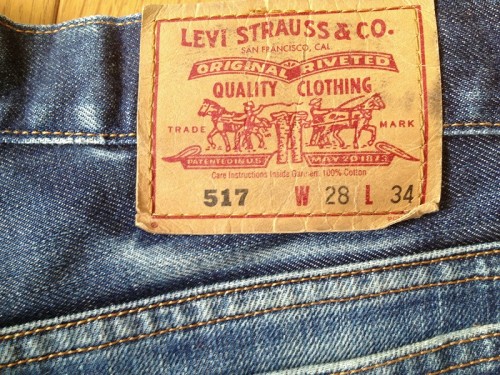 LEVI STRAUSS & CO.
SAN FRANCISCO, CAL
ORIGINAL RIVETED
QUALITY CLOTHING
TRADE MARK
PATENTED IN U.S. MAY 20 1873
Care Instructions Inside Garment 100% Cotton
517 W 28 L 34